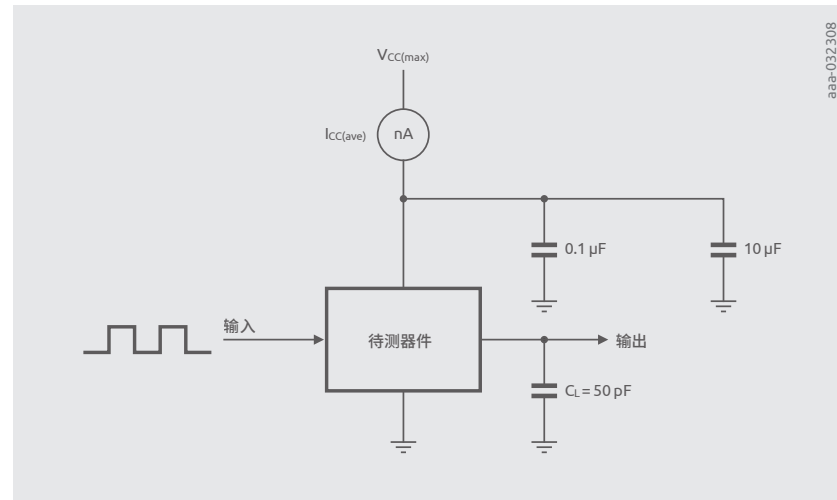 aaa-032308
VCC(max)
ICC(ave)
nA
0.1 μF
10 μF
输入
待测器件
输出
CL = 50 pF